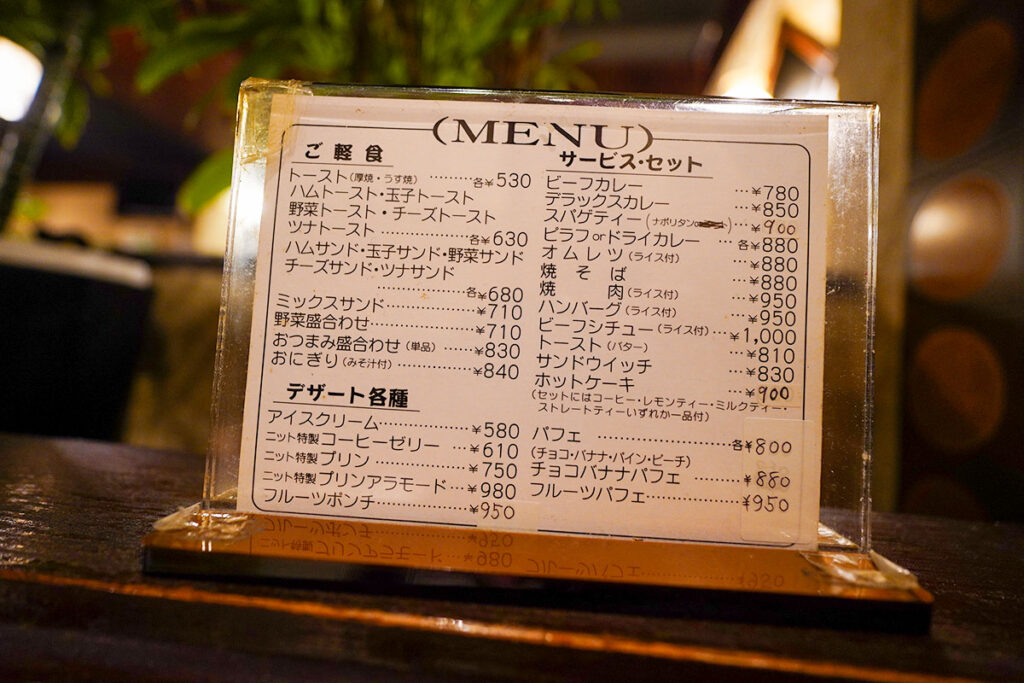 (MENU)
ご軽食
トースト(厚焼・うす焼)……各¥530
ハムトースト・玉子トースト
野菜トースト・チーズトースト
ツナトースト…………各¥630
ハムサンド・玉子サンド・野菜サンド
チーズサンド・ツナサンド
…………各¥680
ミックスサンド…………¥710
野菜盛合わせ…………¥710
おつまみ盛合わせ(単品)……¥830
おにぎり(みそ汁付)…………¥840
デザート各種
アイスクリーム…………¥580
ニット特製コーヒーゼリー……¥610
ニット特製プリン…………¥750
ニット特製プリンアラモード……¥980
フルーツポンチ…………¥950
サービス・セット
ビーフカレー…¥780
デラックスカレー…¥850
スパゲティー(ナポリタンor)…¥900
ピラフorドライカレー…各¥880
オムレツ(ライス付)…¥880
焼そば…¥880
焼肉(ライス付)…¥950
ハンバーグ(ライス付)…¥950
ビーフシチュー(ライス付)…¥1,000
トースト(バター)…¥810
サンドウイッチ…¥830
ホットケーキ…¥900
(セットにはコーヒー・レモンティー・ミルクティー・
ストレートティーいずれか一品付)
パフェ…………各¥800
(チョコ・バナナ・パイン・ピーチ)
チョコバナナパフェ…………¥880
フルーツパフェ…………¥950